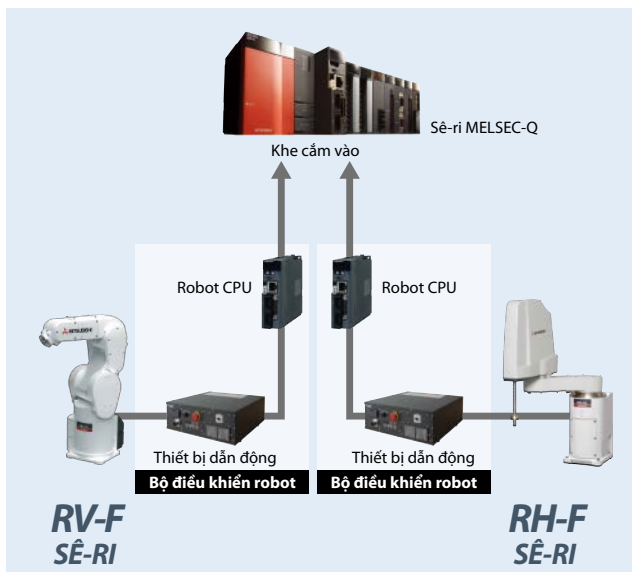 Sê-ri MELSEC-Q
Khe cắm vào
Robot CPU
Robot CPU
MITSUBISHI
Thiết bị dẫn động
Thiết bị dẫn động
Bộ điều khiển robot
Bộ điều khiển robot
RV-F
SÊ-RI
RH-F
SÊ-RI